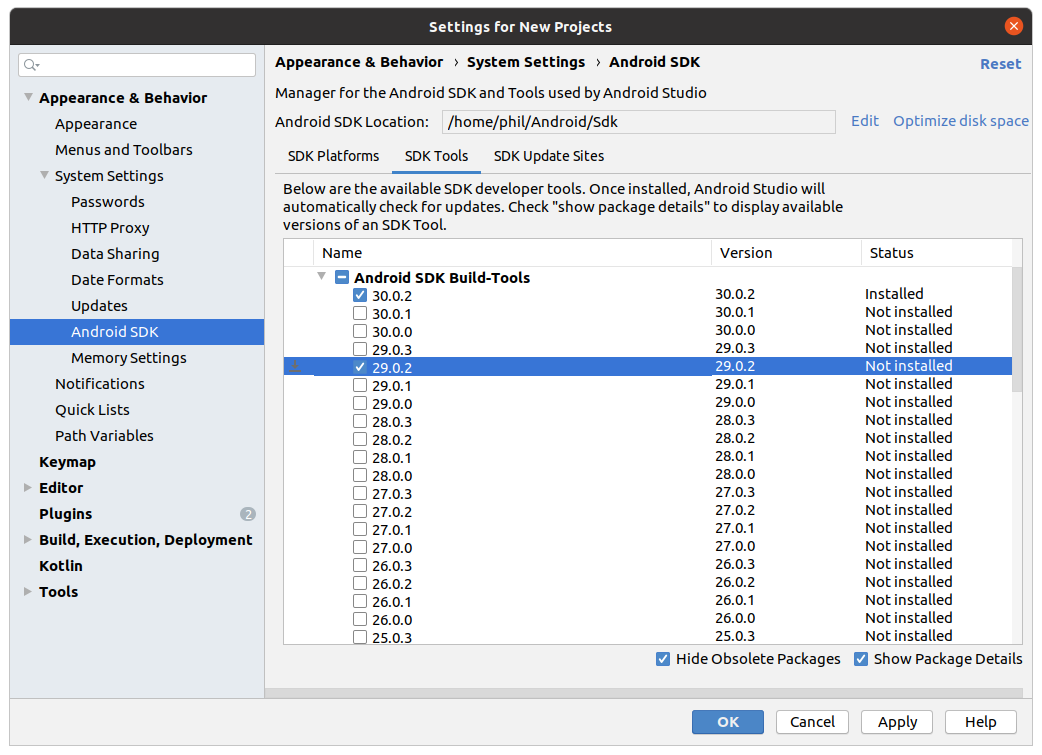 Settings for New Projects
Appearance & Behavior
Appearance
Menus and Toolbars
System Settings
Passwords
HTTP Proxy
Data Sharing
Date Formats
Updates
Android SDK
Memory Settings
Notifications
Quick Lists
Path Variables
Keymap
Editor
Plugins 2
Build, Execution, Deployment
Kotlin
Tools
Appearance & Behavior › System Settings › Android SDK Reset
Manager for the Android SDK and Tools used by Android Studio
Android SDK Location: /home/phil/Android/Sdk Edit Optimize disk space
SDK Platforms SDK Tools SDK Update Sites
Below are the available SDK developer tools. Once installed, Android Studio will
automatically check for updates. Check "show package details" to display available
versions of an SDK Tool.
Name Version Status
Android SDK Build-Tools
30.0.2 30.0.2 Installed
30.0.1 30.0.1 Not installed
30.0.0 30.0.0 Not installed
29.0.3 29.0.3 Not installed
29.0.2 29.0.2 Not installed
29.0.1 29.0.1 Not installed
29.0.0 29.0.0 Not installed
28.0.3 28.0.3 Not installed
28.0.2 28.0.2 Not installed
28.0.1 28.0.1 Not installed
28.0.0 28.0.0 Not installed
27.0.3 27.0.3 Not installed
27.0.2 27.0.2 Not installed
27.0.1 27.0.1 Not installed
27.0.0 27.0.0 Not installed
26.0.3 26.0.3 Not installed
26.0.2 26.0.2 Not installed
26.0.1 26.0.1 Not installed
26.0.0 26.0.0 Not installed
25.0.3 25.0.3 Not installed
Hide Obsolete Packages Show Package Details
OK Cancel Apply Help